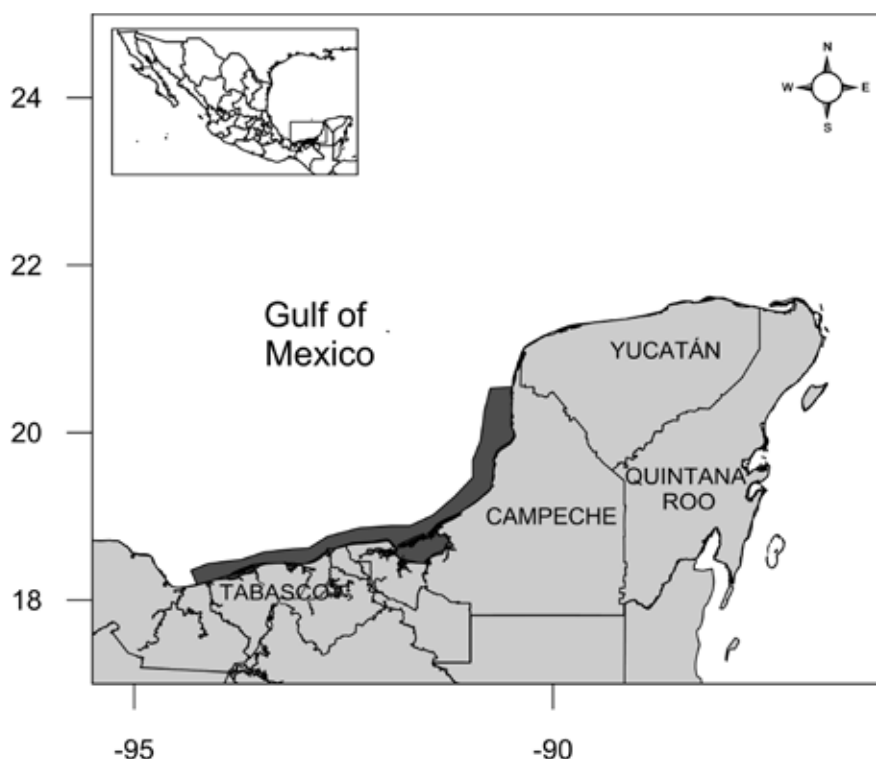 N
W E
S
24
22
Gulf of
Mexico
YUCATÁN
20
QUINTANA
ROO
CAMPECHE
TABASCO
18
-95 -90